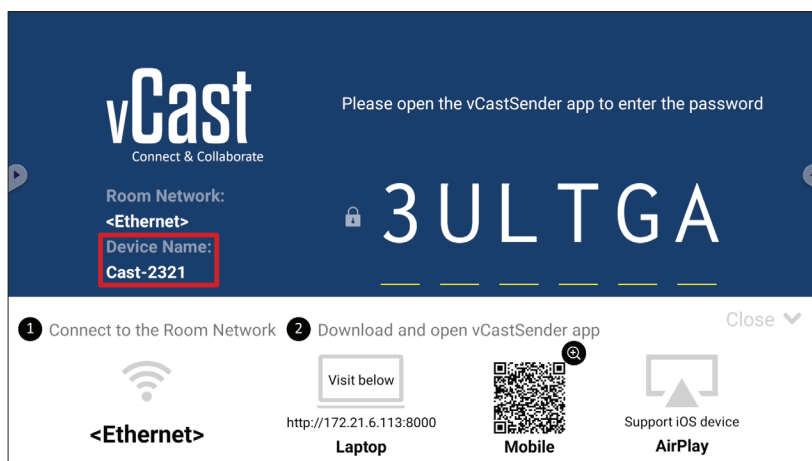 vCast
Connect & Collaborate
Please open the vCastSender app to enter the password
Room Network:
<Ethernet>
Device Name:
Cast-2321
3ULTGA
1 Connect to the Room Network
2 Download and open vCastSender app
Close
<Ethernet>
Visit below
http://172.21.6.113:8000
Laptop
Mobile
Support iOS device
AirPlay